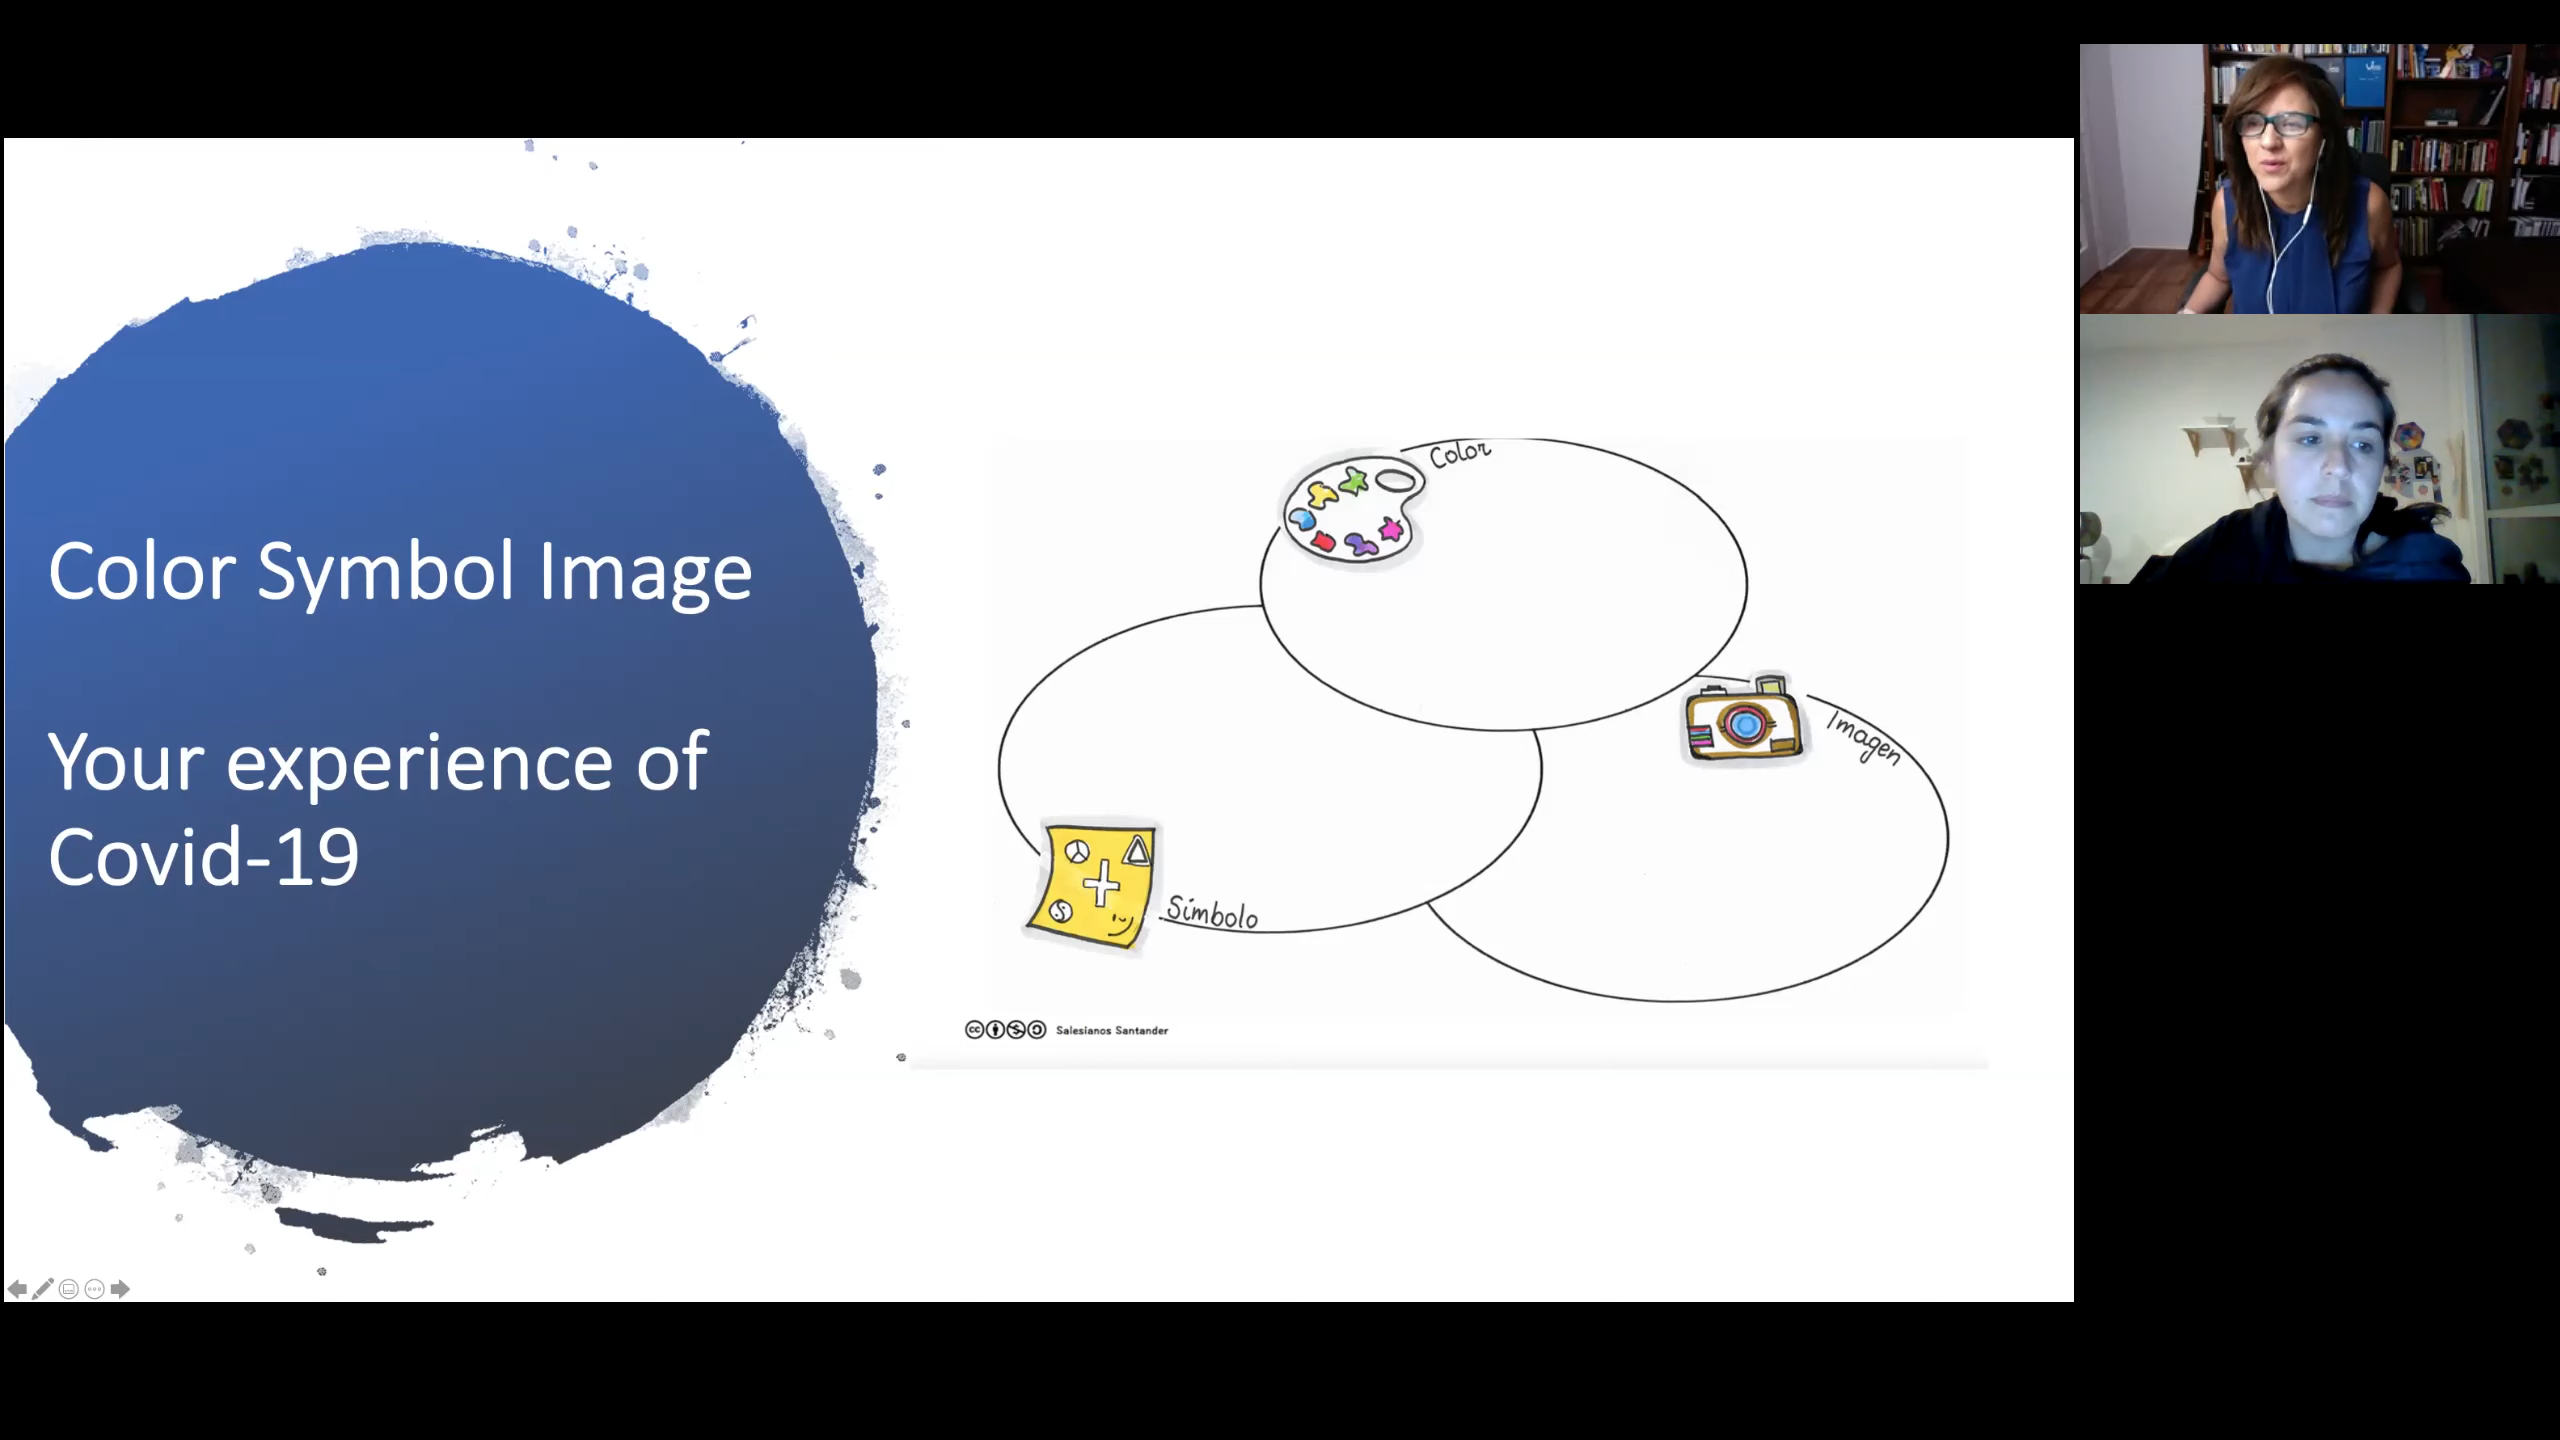 Color Symbol Image
Your experience of
Covid-19
Color
Imagen
Símbolo
Salesianos Santander